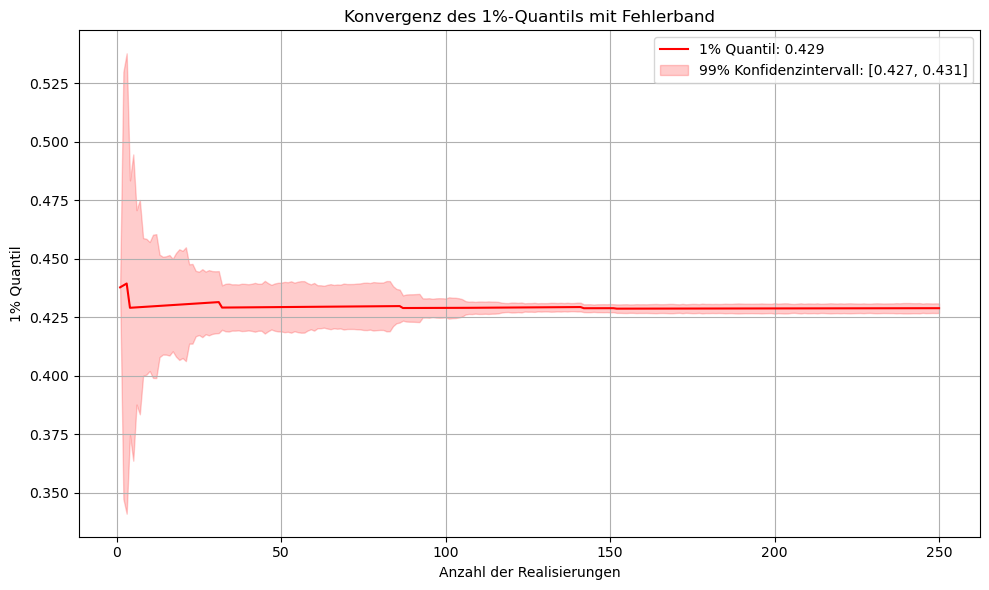 Konvergenz des 1%-Quantils mit Fehlerband
1% Quantil: 0.429
99% Konfidenzintervall: [0.427, 0.431]
1% Quantil
0.525
0.500
0.475
0.450
0.425
0.400
0.375
0.350
0
50
100
150
200
250
Anzahl der Realisierungen